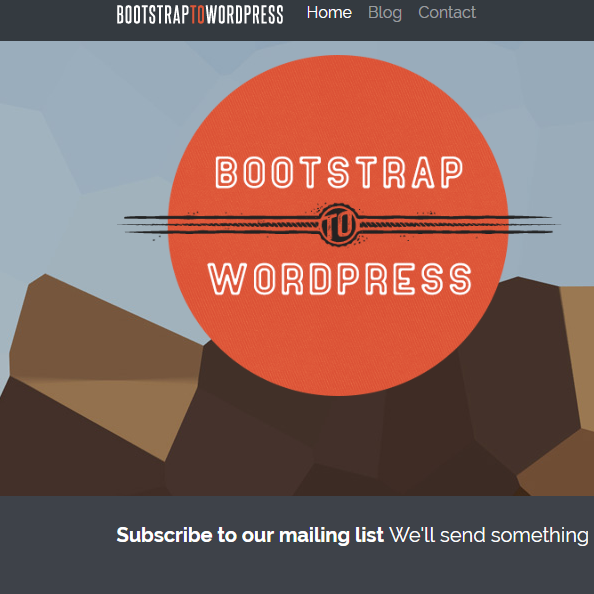 BOOTSTRAPTOWORDPRESS Home Blog Contact
BOOTSTRAP
TO
WORDPRESS
Subscribe to our mailing list We'll send something